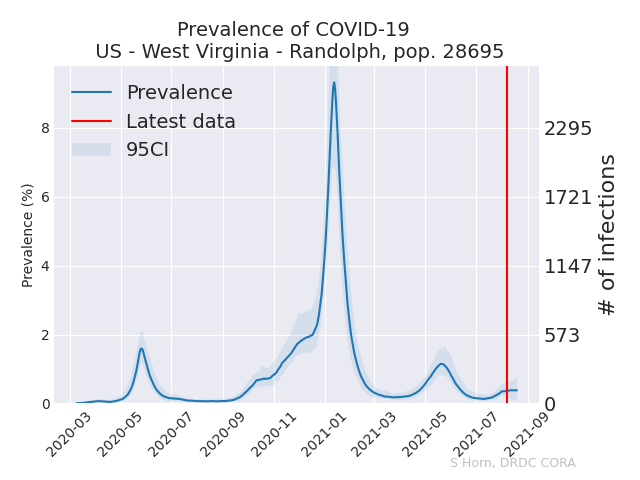 Prevalence of COVID-19
US - West Virginia - Randolph, pop. 28695
Prevalence
Latest data
95CI
Prevalence (%)
8
6
4
2
0
2295
1721
1147
573
0
# of infections
2020-03
2020-05
2020-07
2020-09
2020-11
2021-01
2021-03
2021-05
2021-07
2021-09
S Horn, DRDC CORA